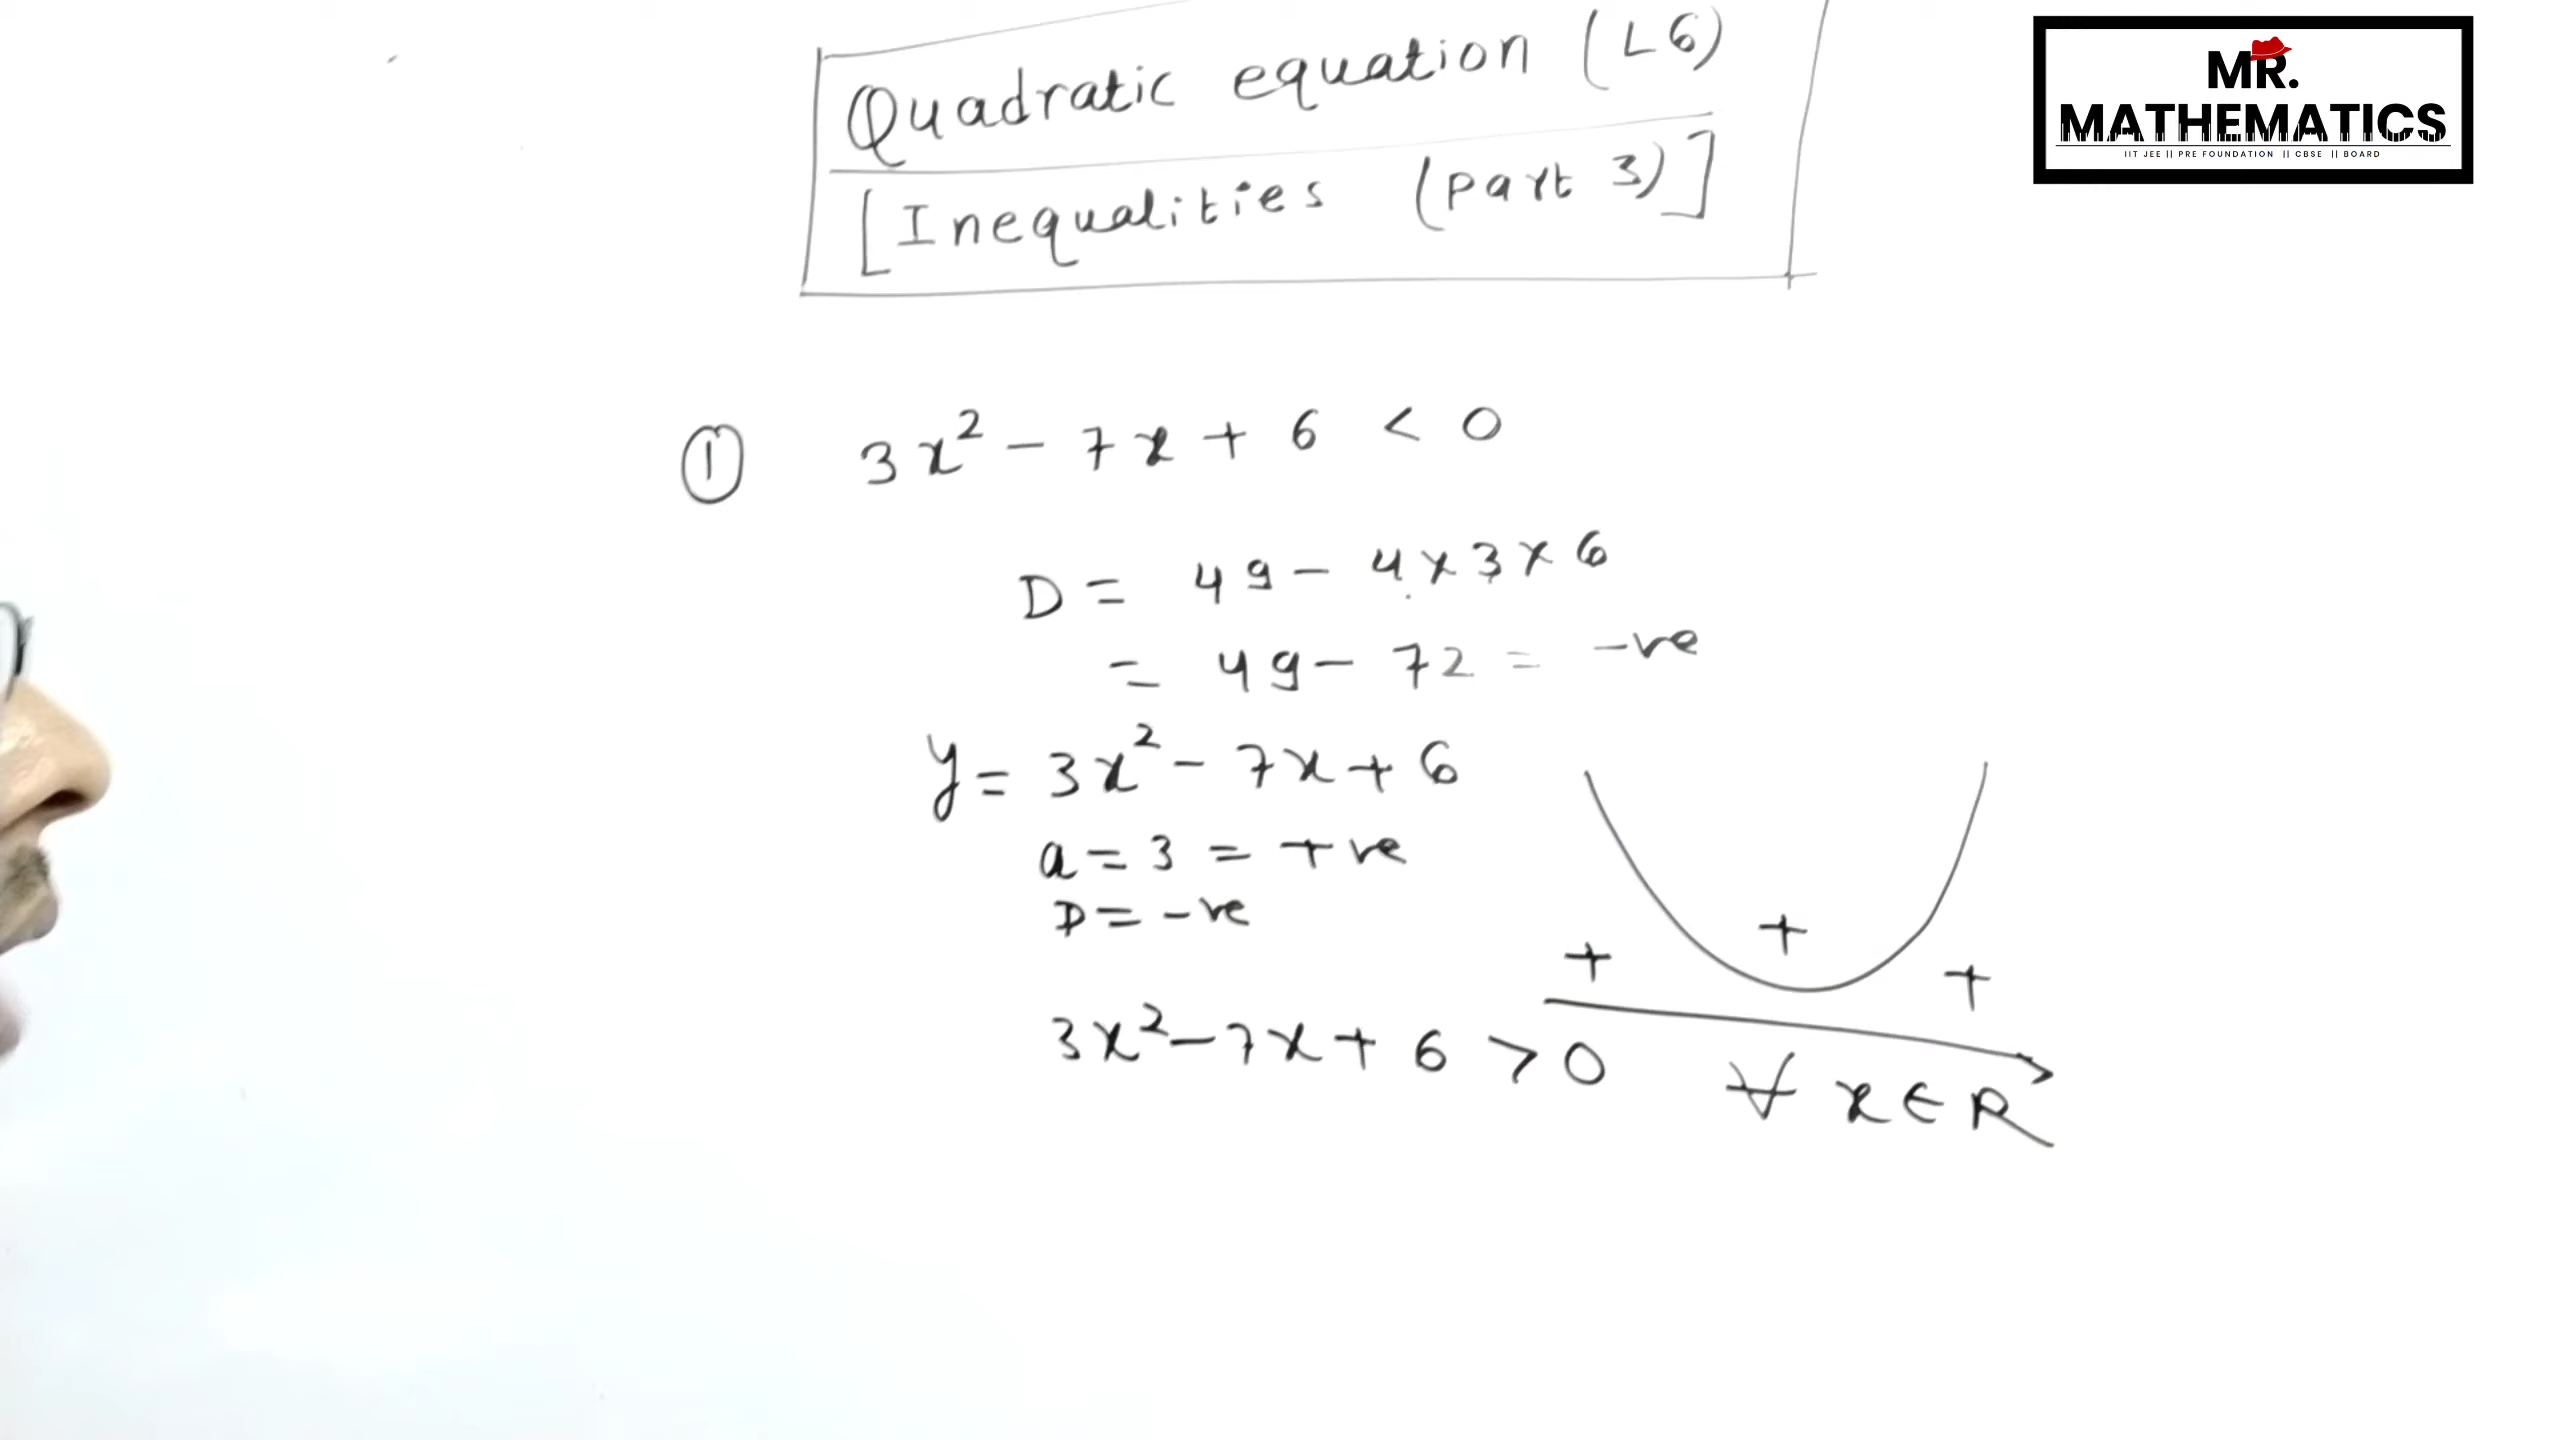 Quadratic equation (L6)
[Inequalities (part 3)]
MR.
MATHEMATICS
IIT JEE || PRE FOUNDATION || CBSE || BOARD
① 3x² - 7x + 6 < 0
D = 49 - 4 x 3 x 6
= 49 - 72 = -ve
y = 3x² - 7x + 6
a = 3 = +ve
D = -ve
+ + +
3x² - 7x + 6 > 0 ∀ x ∈ R